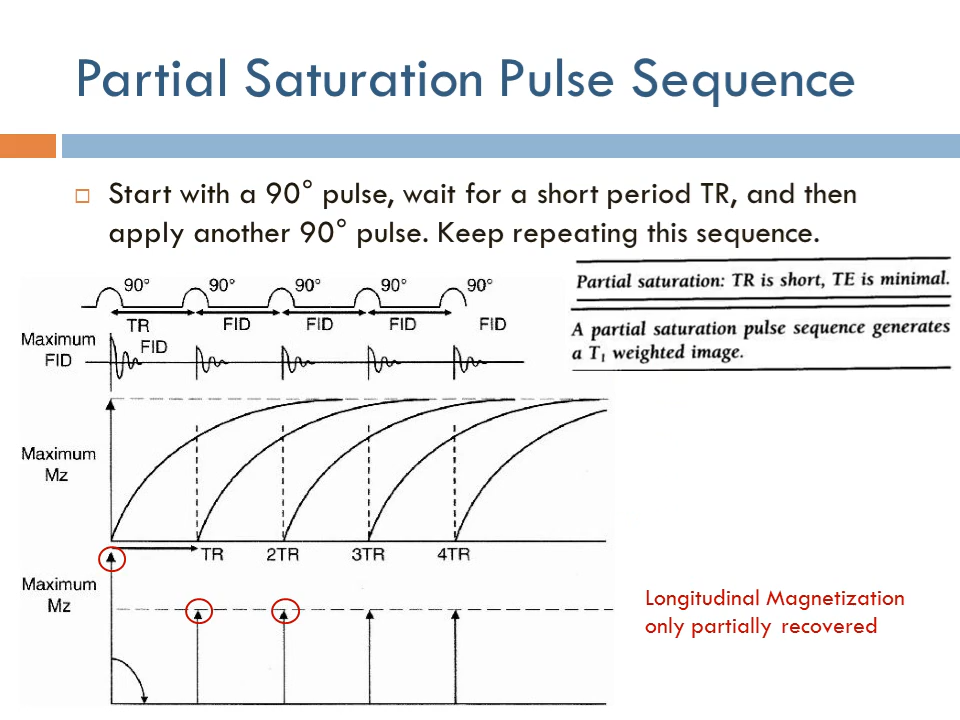 Partial Saturation Pulse Sequence
Start with a 90° pulse, wait for a short period TR, and then
apply another 90° pulse. Keep repeating this sequence.
Partial saturation: TR is short, TE is minimal.
A partial saturation pulse sequence generates
a T₁ weighted image.
90° 90° 90° 90° 90°
TR FID FID FID FID
Maximum
FID
FID
Maximum
Mz
TR 2TR 3TR 4TR
Maximum
Mz
Longitudinal Magnetization
only partially recovered